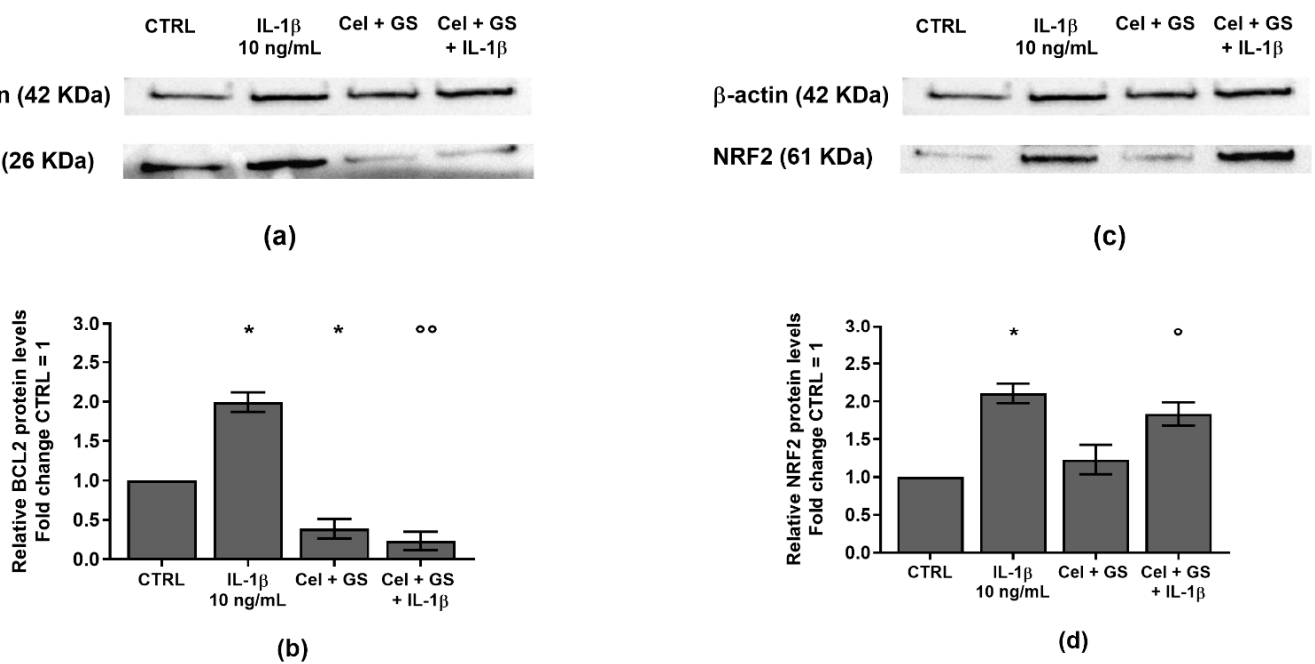 CTRL
IL-1β
10 ng/mL
Cel + GS
Cel + GS
+ IL-1β
(42 KDa)
(26 KDa)
(a)
CTRL
IL-1β
10 ng/mL
Cel + GS
Cel + GS
+ IL-1β
β-actin (42 KDa)
NRF2 (61 KDa)
(c)
Relative BCL2 protein levels
Fold change CTRL = 1
3.0
2.5
2.0
1.5
1.0
0.5
0.0
* * °°
CTRL
IL-1β
10 ng/mL
Cel + GS
Cel + GS
+ IL-1β
(b)
Relative NRF2 protein levels
Fold change CTRL = 1
3.0
2.5
2.0
1.5
1.0
0.5
0.0
* °
CTRL
IL-1β
10 ng/mL
Cel + GS
Cel + GS
+ IL-1β
(d)